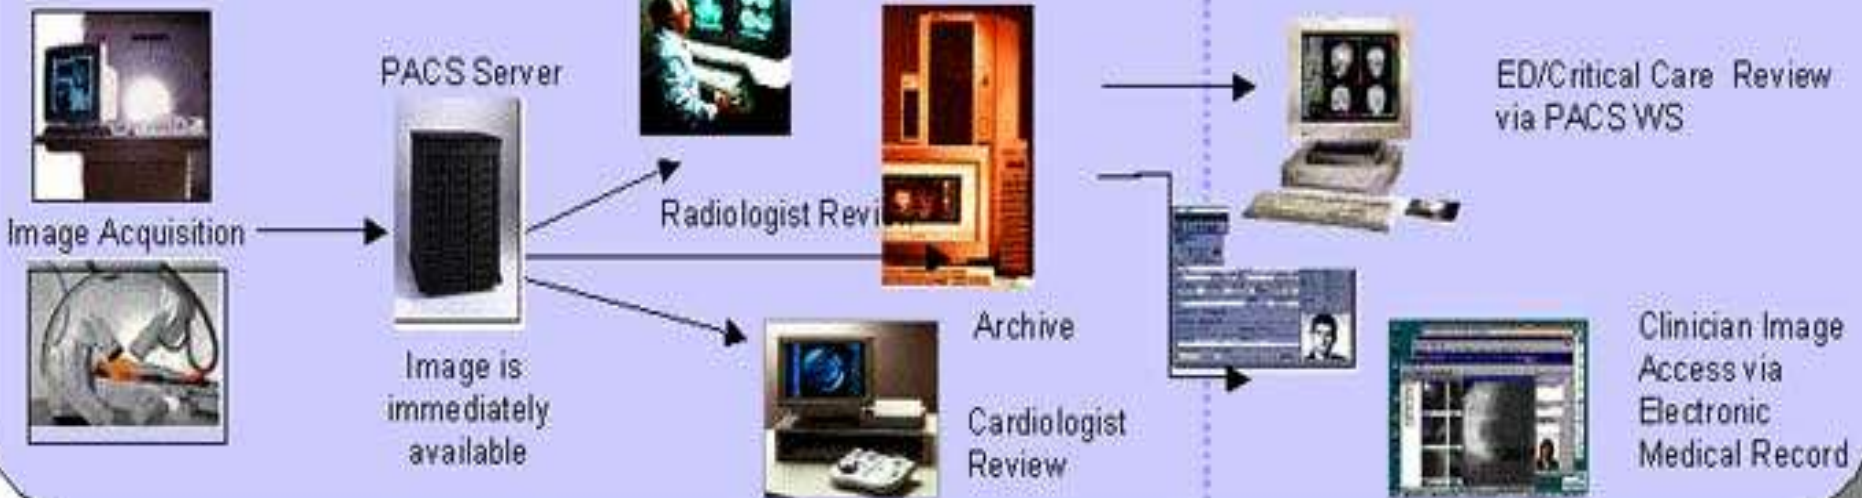 PACS Server
ED/Critical Care Review
via PACS WS
Radiologist Review
Image Acquisition
Archive
Image is
immediately
available
Cardiologist
Review
Clinician Image
Access via
Electronic
Medical Record